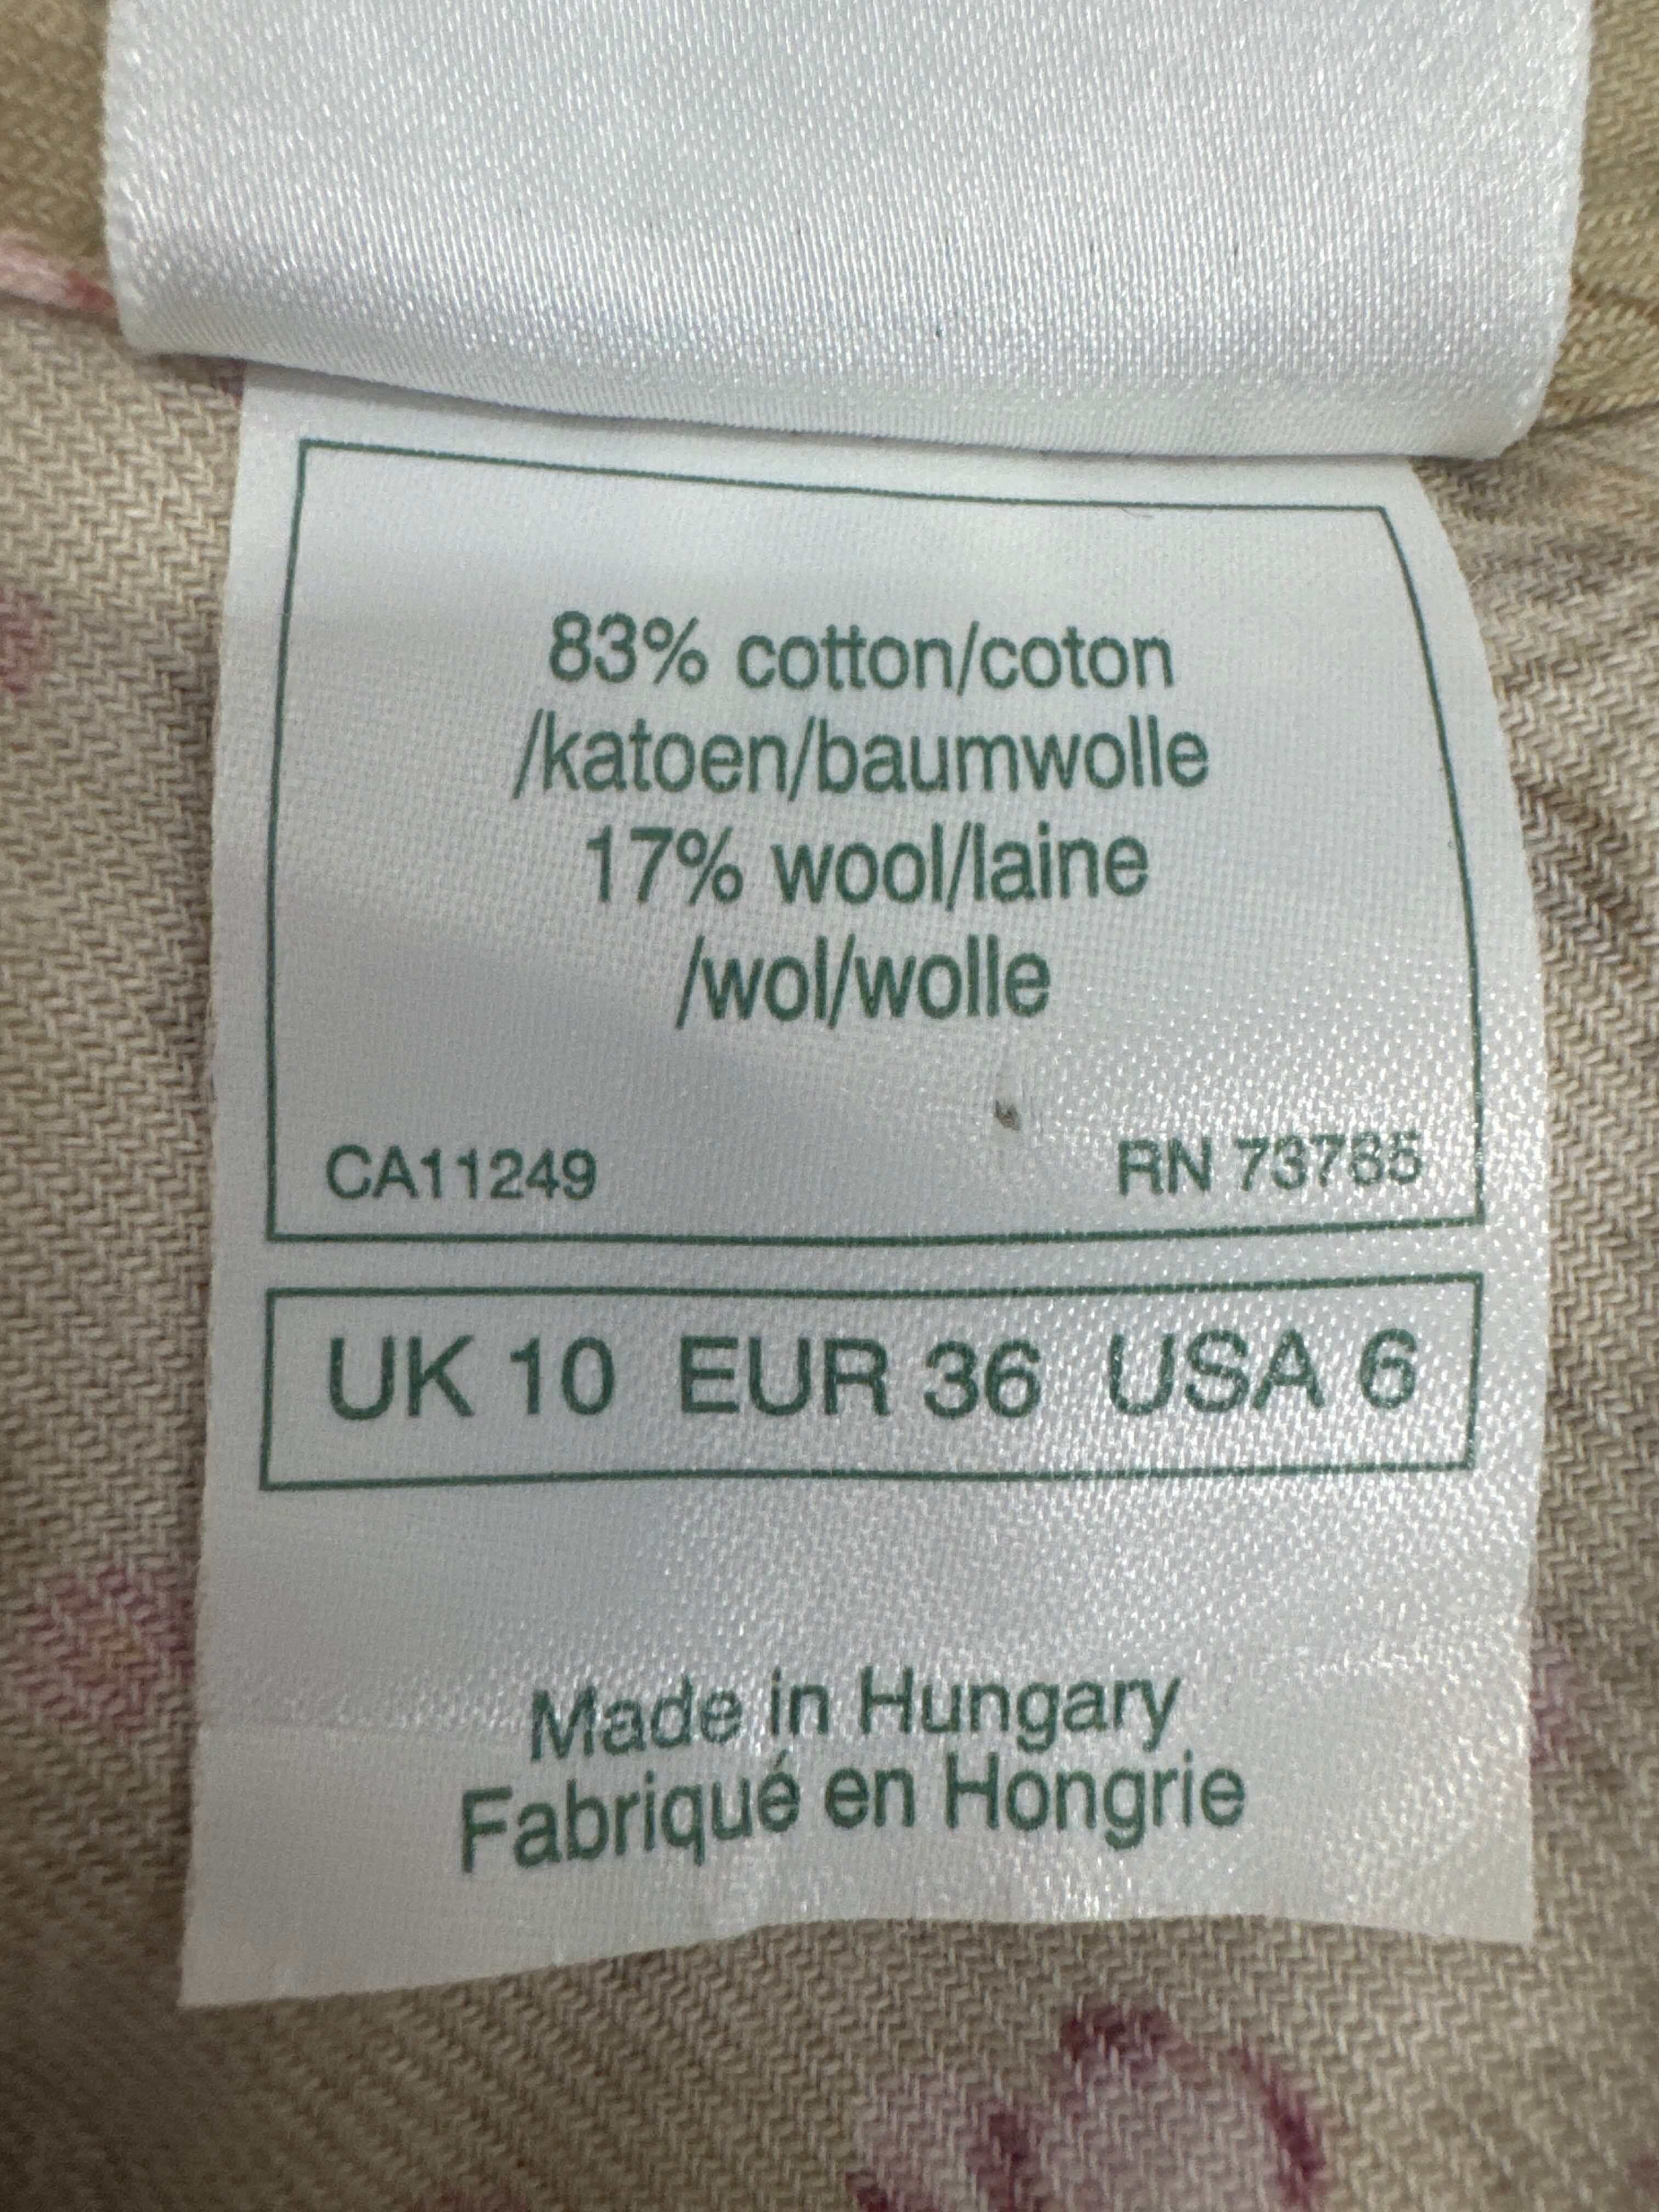 83% cotton/coton
/katoen/baumwolle
17% wool/laine
/wol/wolle
CA11249
RN 73765
UK 10 EUR 36 USA 6
Made in Hungary
Fabriqué en Hongrie